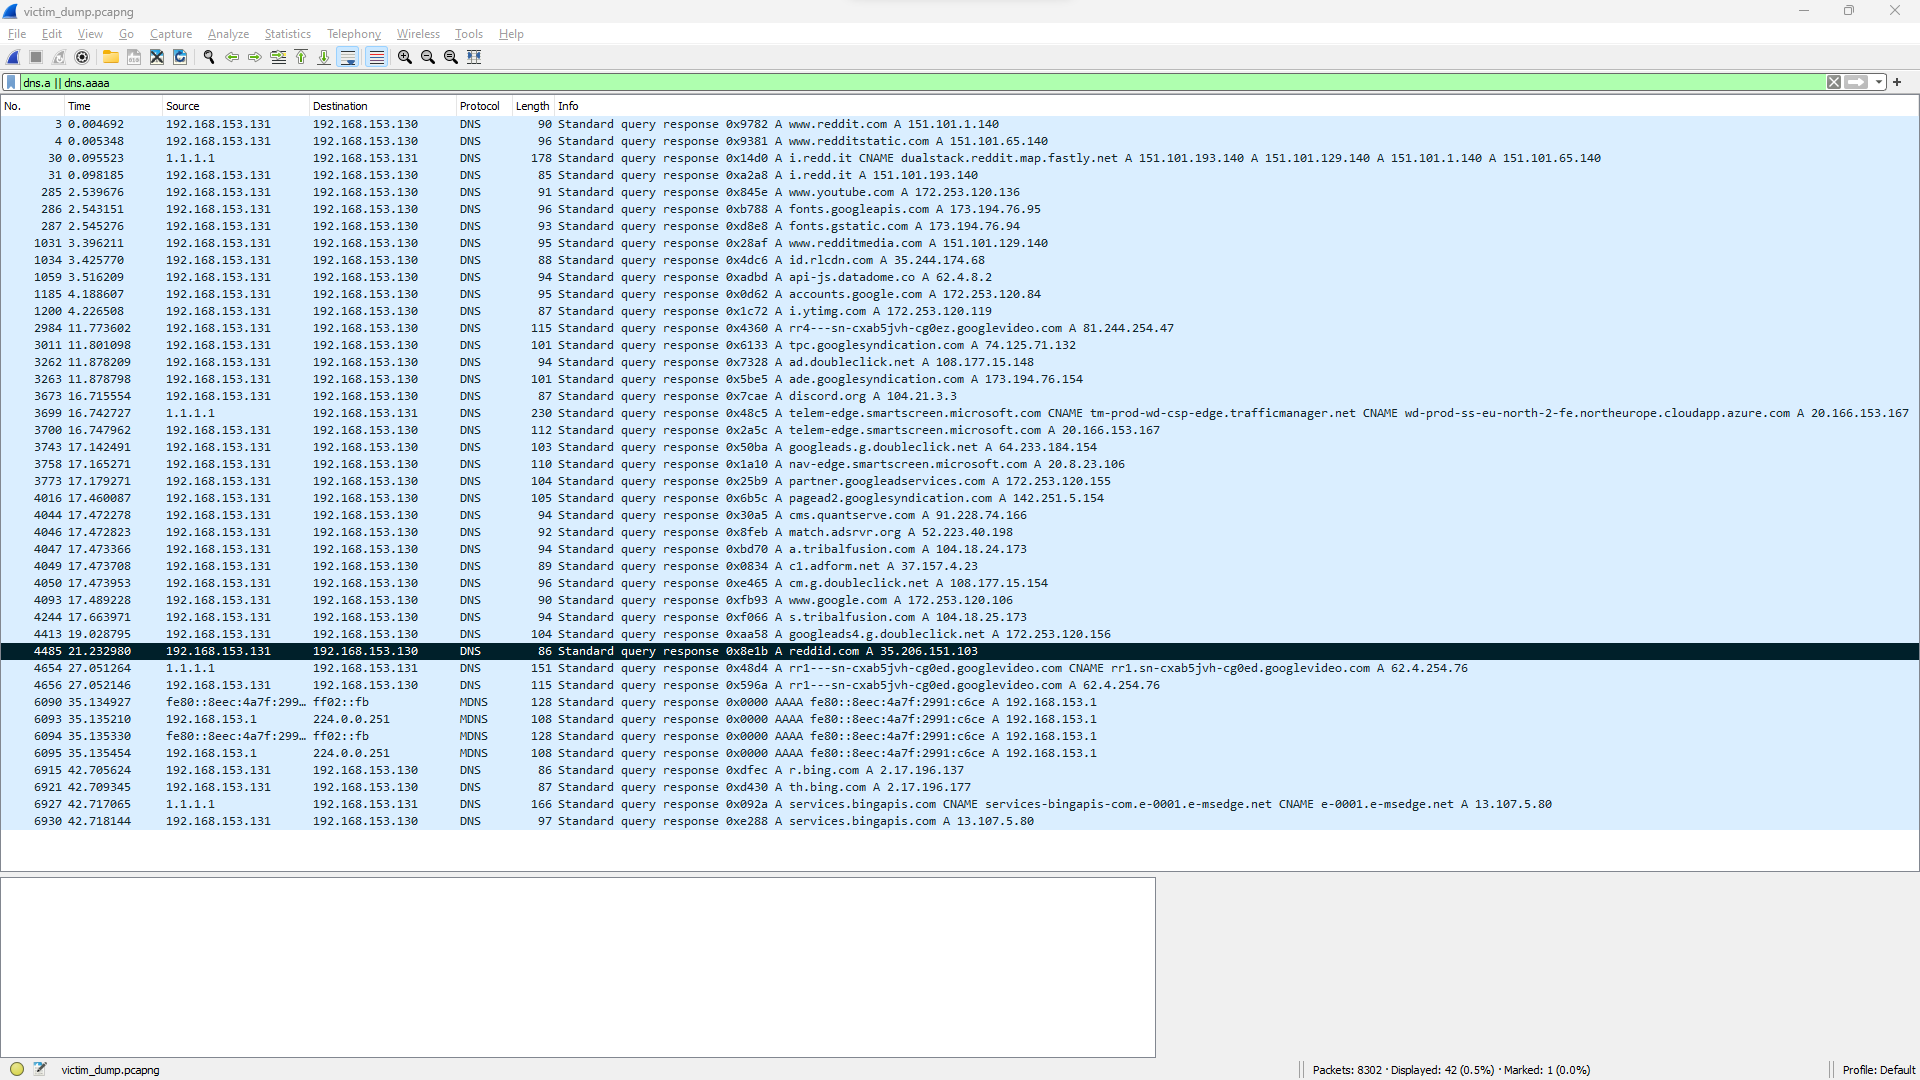 victim_dump.pcapng
File Edit View Go Capture Analyze Statistics Telephony Wireless Tools Help
dns.a || dns.aaaa
No. Time Source Destination Protocol Length Info
3 0.004692 192.168.153.131 192.168.153.130 DNS 90 Standard query response 0x9782 A www.reddit.com A 151.101.1.140
4 0.005348 192.168.153.131 192.168.153.130 DNS 96 Standard query response 0x9381 A www.redditstatic.com A 151.101.65.140
30 0.095523 1.1.1.1 192.168.153.131 DNS 178 Standard query response 0x14d0 A i.redd.it CNAME dualstack.reddit.map.fastly.net A 151.101.193.140 A 151.101.129.140 A 151.101.1.140 A 151.101.65.140
31 0.098185 192.168.153.131 192.168.153.130 DNS 85 Standard query response 0xa2a8 A i.redd.it A 151.101.193.140
285 2.539676 192.168.153.131 192.168.153.130 DNS 91 Standard query response 0x845e A www.youtube.com A 172.253.120.136
286 2.543151 192.168.153.131 192.168.153.130 DNS 96 Standard query response 0xb788 A fonts.googleapis.com A 173.194.76.95
287 2.545276 192.168.153.131 192.168.153.130 DNS 93 Standard query response 0xd8e8 A fonts.gstatic.com A 173.194.76.94
1031 3.396211 192.168.153.131 192.168.153.130 DNS 95 Standard query response 0x28af A www.redditmedia.com A 151.101.129.140
1034 3.425770 192.168.153.131 192.168.153.130 DNS 88 Standard query response 0x4dc6 A id.rlcdn.com A 35.244.174.68
1059 3.516209 192.168.153.131 192.168.153.130 DNS 94 Standard query response 0xadbd A api-js.datadome.co A 62.4.8.2
1185 4.188607 192.168.153.131 192.168.153.130 DNS 95 Standard query response 0x0d62 A accounts.google.com A 172.253.120.84
1200 4.226508 192.168.153.131 192.168.153.130 DNS 87 Standard query response 0x1c72 A i.ytimg.com A 172.253.120.119
2984 11.773602 192.168.153.131 192.168.153.130 DNS 115 Standard query response 0x4360 A rr4---sn-cxab5jvh-cg0ez.googlevideo.com A 81.244.254.47
3011 11.801098 192.168.153.131 192.168.153.130 DNS 101 Standard query response 0x6133 A tpc.googlesyndication.com A 74.125.71.132
3262 11.878209 192.168.153.131 192.168.153.130 DNS 94 Standard query response 0x7328 A ad.doubleclick.net A 108.177.15.148
3263 11.878798 192.168.153.131 192.168.153.130 DNS 101 Standard query response 0x5be5 A ade.googlesyndication.com A 173.194.76.154
3673 16.715554 192.168.153.131 192.168.153.130 DNS 87 Standard query response 0x7cae A discord.org A 104.21.3.3
3699 16.742727 1.1.1.1 192.168.153.131 DNS 230 Standard query response 0x48c5 A telem-edge.smartscreen.microsoft.com CNAME tm-prod-wd-csp-edge.trafficmanager.net CNAME wd-prod-ss-eu-north-2-fe.northeurope.cloudapp.azure.com A 20.166.153.167
3700 16.747962 192.168.153.131 192.168.153.130 DNS 112 Standard query response 0x2a5c A telem-edge.smartscreen.microsoft.com A 20.166.153.167
3743 17.142491 192.168.153.131 192.168.153.130 DNS 103 Standard query response 0x50ba A googleads.g.doubleclick.net A 64.233.184.154
3758 17.165271 192.168.153.131 192.168.153.130 DNS 110 Standard query response 0x1a10 A nav-edge.smartscreen.microsoft.com A 20.8.23.106
3773 17.179271 192.168.153.131 192.168.153.130 DNS 104 Standard query response 0x25b9 A partner.googleadservices.com A 172.253.120.155
4016 17.460087 192.168.153.131 192.168.153.130 DNS 105 Standard query response 0x6b5c A pagead2.googlesyndication.com A 142.251.5.154
4044 17.472278 192.168.153.131 192.168.153.130 DNS 94 Standard query response 0x30a5 A cms.quantserve.com A 91.228.74.166
4046 17.472823 192.168.153.131 192.168.153.130 DNS 92 Standard query response 0x8feb A match.adsrvr.org A 52.223.40.198
4047 17.473366 192.168.153.131 192.168.153.130 DNS 94 Standard query response 0xbd70 A a.tribalfusion.com A 104.18.24.173
4049 17.473708 192.168.153.131 192.168.153.130 DNS 89 Standard query response 0x0834 A c1.adform.net A 37.157.4.23
4050 17.473953 192.168.153.131 192.168.153.130 DNS 96 Standard query response 0xe465 A cm.g.doubleclick.net A 108.177.15.154
4093 17.489228 192.168.153.131 192.168.153.130 DNS 90 Standard query response 0xfb93 A www.google.com A 172.253.120.106
4244 17.663971 192.168.153.131 192.168.153.130 DNS 94 Standard query response 0xf066 A s.tribalfusion.com A 104.18.25.173
4413 19.028795 192.168.153.131 192.168.153.130 DNS 104 Standard query response 0xaa58 A googleads4.g.doubleclick.net A 172.253.120.156
4485 21.232980 192.168.153.131 192.168.153.130 DNS 86 Standard query response 0x8e1b A reddid.com A 35.206.151.103
4654 27.051264 1.1.1.1 192.168.153.131 DNS 151 Standard query response 0x48d4 A rr1---sn-cxab5jvh-cg0ed.googlevideo.com CNAME rr1.sn-cxab5jvh-cg0ed.googlevideo.com A 62.4.254.76
4656 27.052146 192.168.153.131 192.168.153.130 DNS 115 Standard query response 0x596a A rr1---sn-cxab5jvh-cg0ed.googlevideo.com A 62.4.254.76
6090 35.134927 fe80::8eec:4a7f:299… ff02::fb MDNS 128 Standard query response 0x0000 AAAA fe80::8eec:4a7f:2991:c6ce A 192.168.153.1
6093 35.135210 192.168.153.1 224.0.0.251 MDNS 108 Standard query response 0x0000 AAAA fe80::8eec:4a7f:2991:c6ce A 192.168.153.1
6094 35.135330 fe80::8eec:4a7f:299… ff02::fb MDNS 128 Standard query response 0x0000 AAAA fe80::8eec:4a7f:2991:c6ce A 192.168.153.1
6095 35.135454 192.168.153.1 224.0.0.251 MDNS 108 Standard query response 0x0000 AAAA fe80::8eec:4a7f:2991:c6ce A 192.168.153.1
6915 42.705624 192.168.153.131 192.168.153.130 DNS 86 Standard query response 0xdfec A r.bing.com A 2.17.196.137
6921 42.709345 192.168.153.131 192.168.153.130 DNS 87 Standard query response 0xd430 A th.bing.com A 2.17.196.177
6927 42.717065 1.1.1.1 192.168.153.131 DNS 166 Standard query response 0x092a A services.bingapis.com CNAME services-bingapis-com.e-0001.e-msedge.net CNAME e-0001.e-msedge.net A 13.107.5.80
6930 42.718144 192.168.153.131 192.168.153.130 DNS 97 Standard query response 0xe288 A services.bingapis.com A 13.107.5.80
victim_dump.pcapng
Packets: 8302 · Displayed: 42 (0.5%) · Marked: 1 (0.0%)
Profile: Default